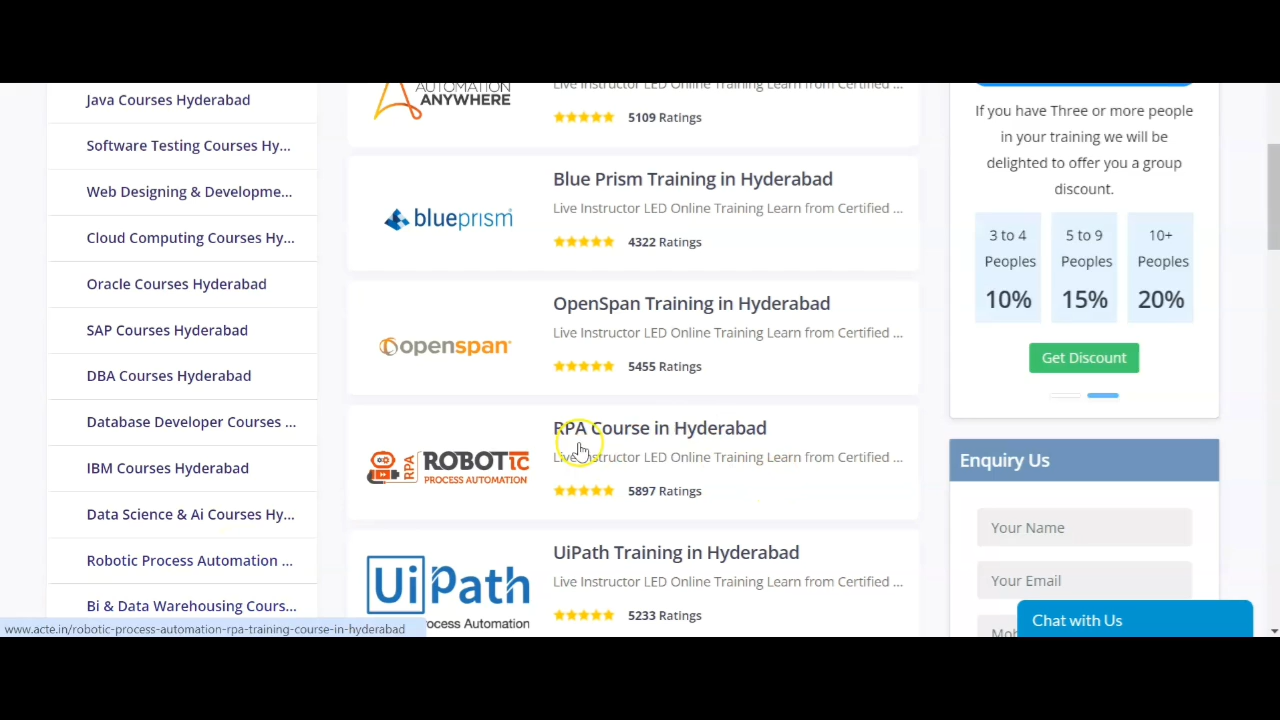 Java Courses Hyderabad
Software Testing Courses Hy...
Web Designing & Developme...
Cloud Computing Courses Hy...
Oracle Courses Hyderabad
SAP Courses Hyderabad
DBA Courses Hyderabad
Database Developer Courses ...
IBM Courses Hyderabad
Data Science & Ai Courses Hy...
Robotic Process Automation ...
Bi & Data Warehousing Cours...
www.acte.in/robotic-process-automation-rpa-training-course-in-hyderabad
AUTOMATION
ANYWHERE
Live Instructor LED Online Training Learn from Certified ...
5109 Ratings
blueprism
Blue Prism Training in Hyderabad
Live Instructor LED Online Training Learn from Certified ...
4322 Ratings
openspan
OpenSpan Training in Hyderabad
Live Instructor LED Online Training Learn from Certified ...
5455 Ratings
RPA
ROBOTIC
PROCESS AUTOMATION
RPA Course in Hyderabad
Live Instructor LED Online Training Learn from Certified ...
5897 Ratings
UiPath
Process Automation
UiPath Training in Hyderabad
Live Instructor LED Online Training Learn from Certified ...
5233 Ratings
If you have Three or more people
in your training we will be
delighted to offer you a group
discount.
3 to 4
Peoples
10%
5 to 9
Peoples
15%
10+
Peoples
20%
Get Discount
Enquiry Us
Your Name
Your Email
Chat with Us